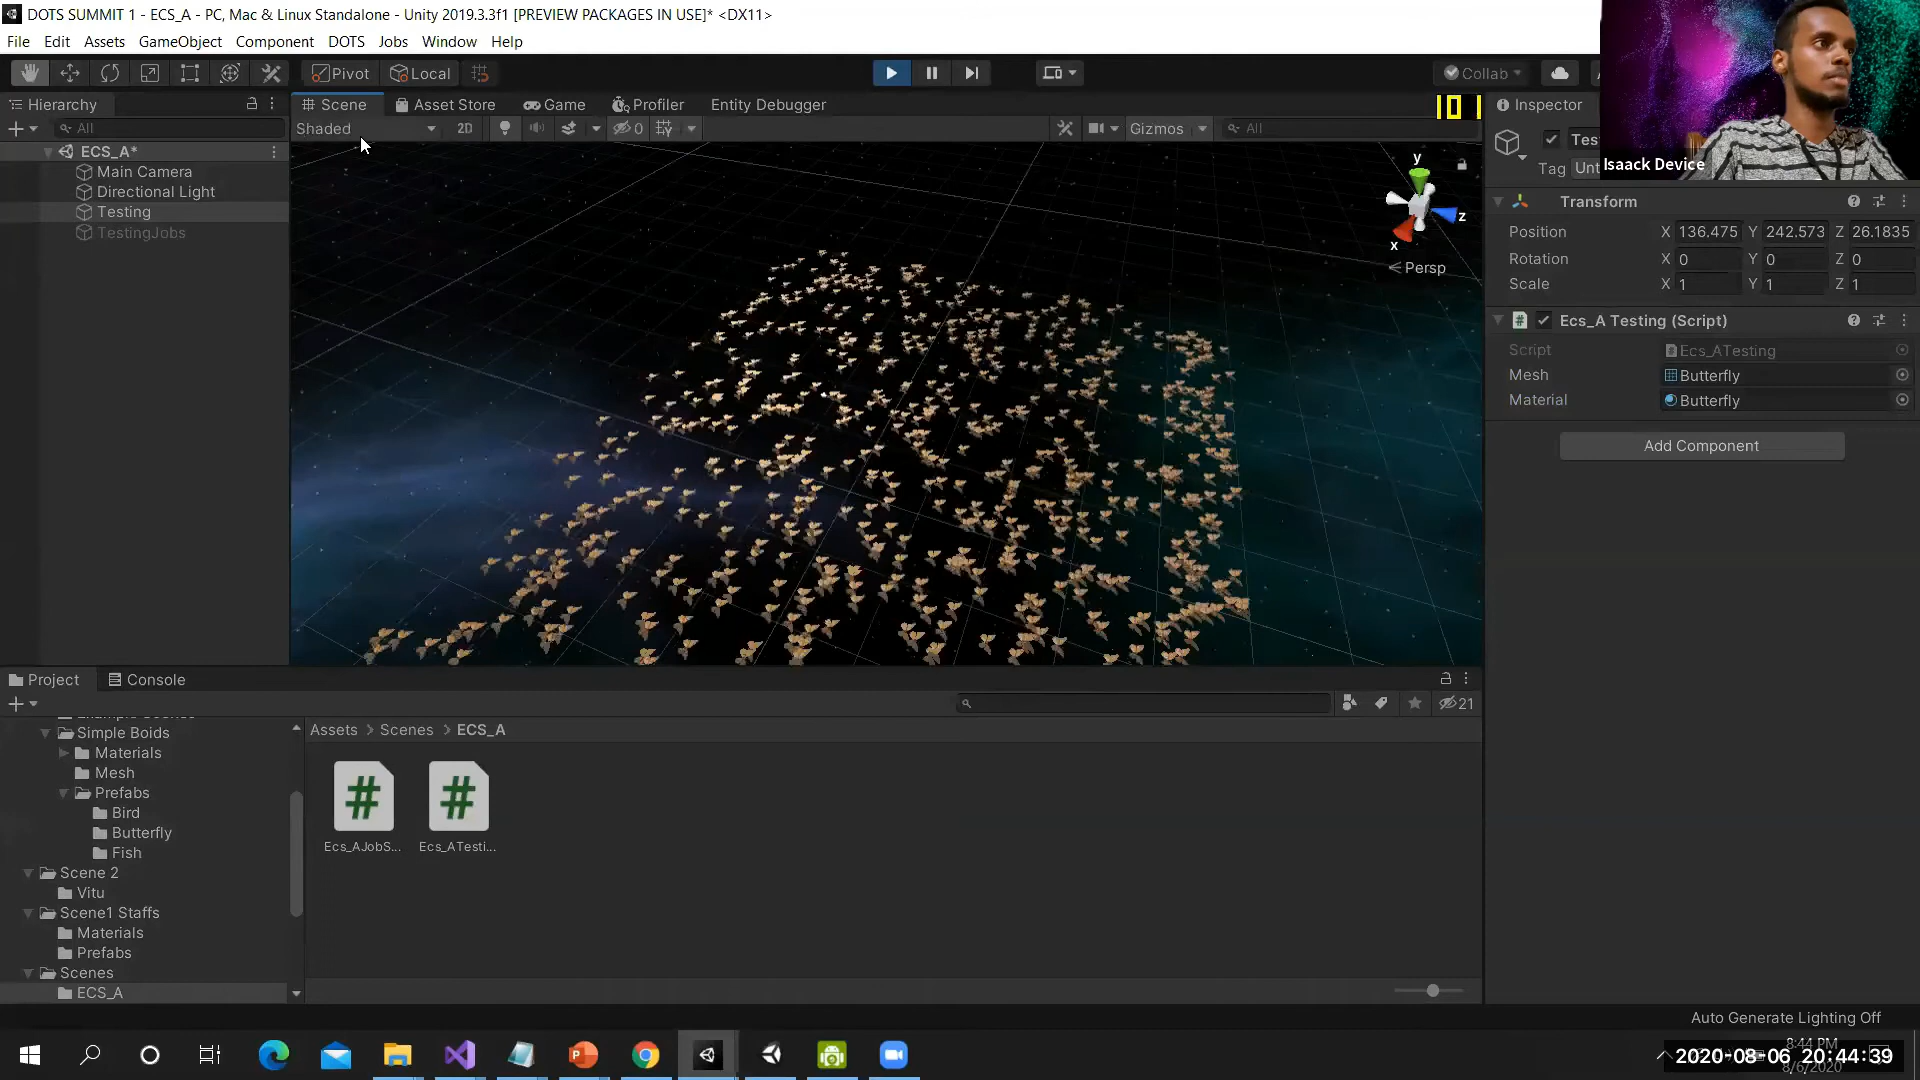 DOTS SUMMIT 1 - ECS_A - PC, Mac & Linux Standalone - Unity 2019.3.3f1 [PREVIEW PACKAGES IN USE]* <DX11>
File Edit Assets GameObject Component DOTS Jobs Window Help
Pivot Local Collab
Hierarchy
All
ECS_A*
Main Camera
Directional Light
Testing
TestingJobs
Scene Asset Store Game Profiler Entity Debugger
Shaded 2D 0 Gizmos All
y
z
x
Persp
Isaack Device
Inspector
Tes
Tag Unt
Transform
Position X 136.475 Y 242.573 Z 26.1835
Rotation X 0 Y 0 Z 0
Scale X 1 Y 1 Z 1
Ecs_A Testing (Script)
Script Ecs_ATesting
Mesh Butterfly
Material Butterfly
Add Component
Project Console
21
Simple Boids
Materials
Mesh
Prefabs
Bird
Butterfly
Fish
Scene 2
Vitu
Scene1 Staffs
Materials
Prefabs
Scenes
ECS_A
Assets > Scenes > ECS_A
Ecs_AJobS...
Ecs_ATesti...
Auto Generate Lighting Off
8:44 PM
2020-08-06 20:44:39
8/6/2020